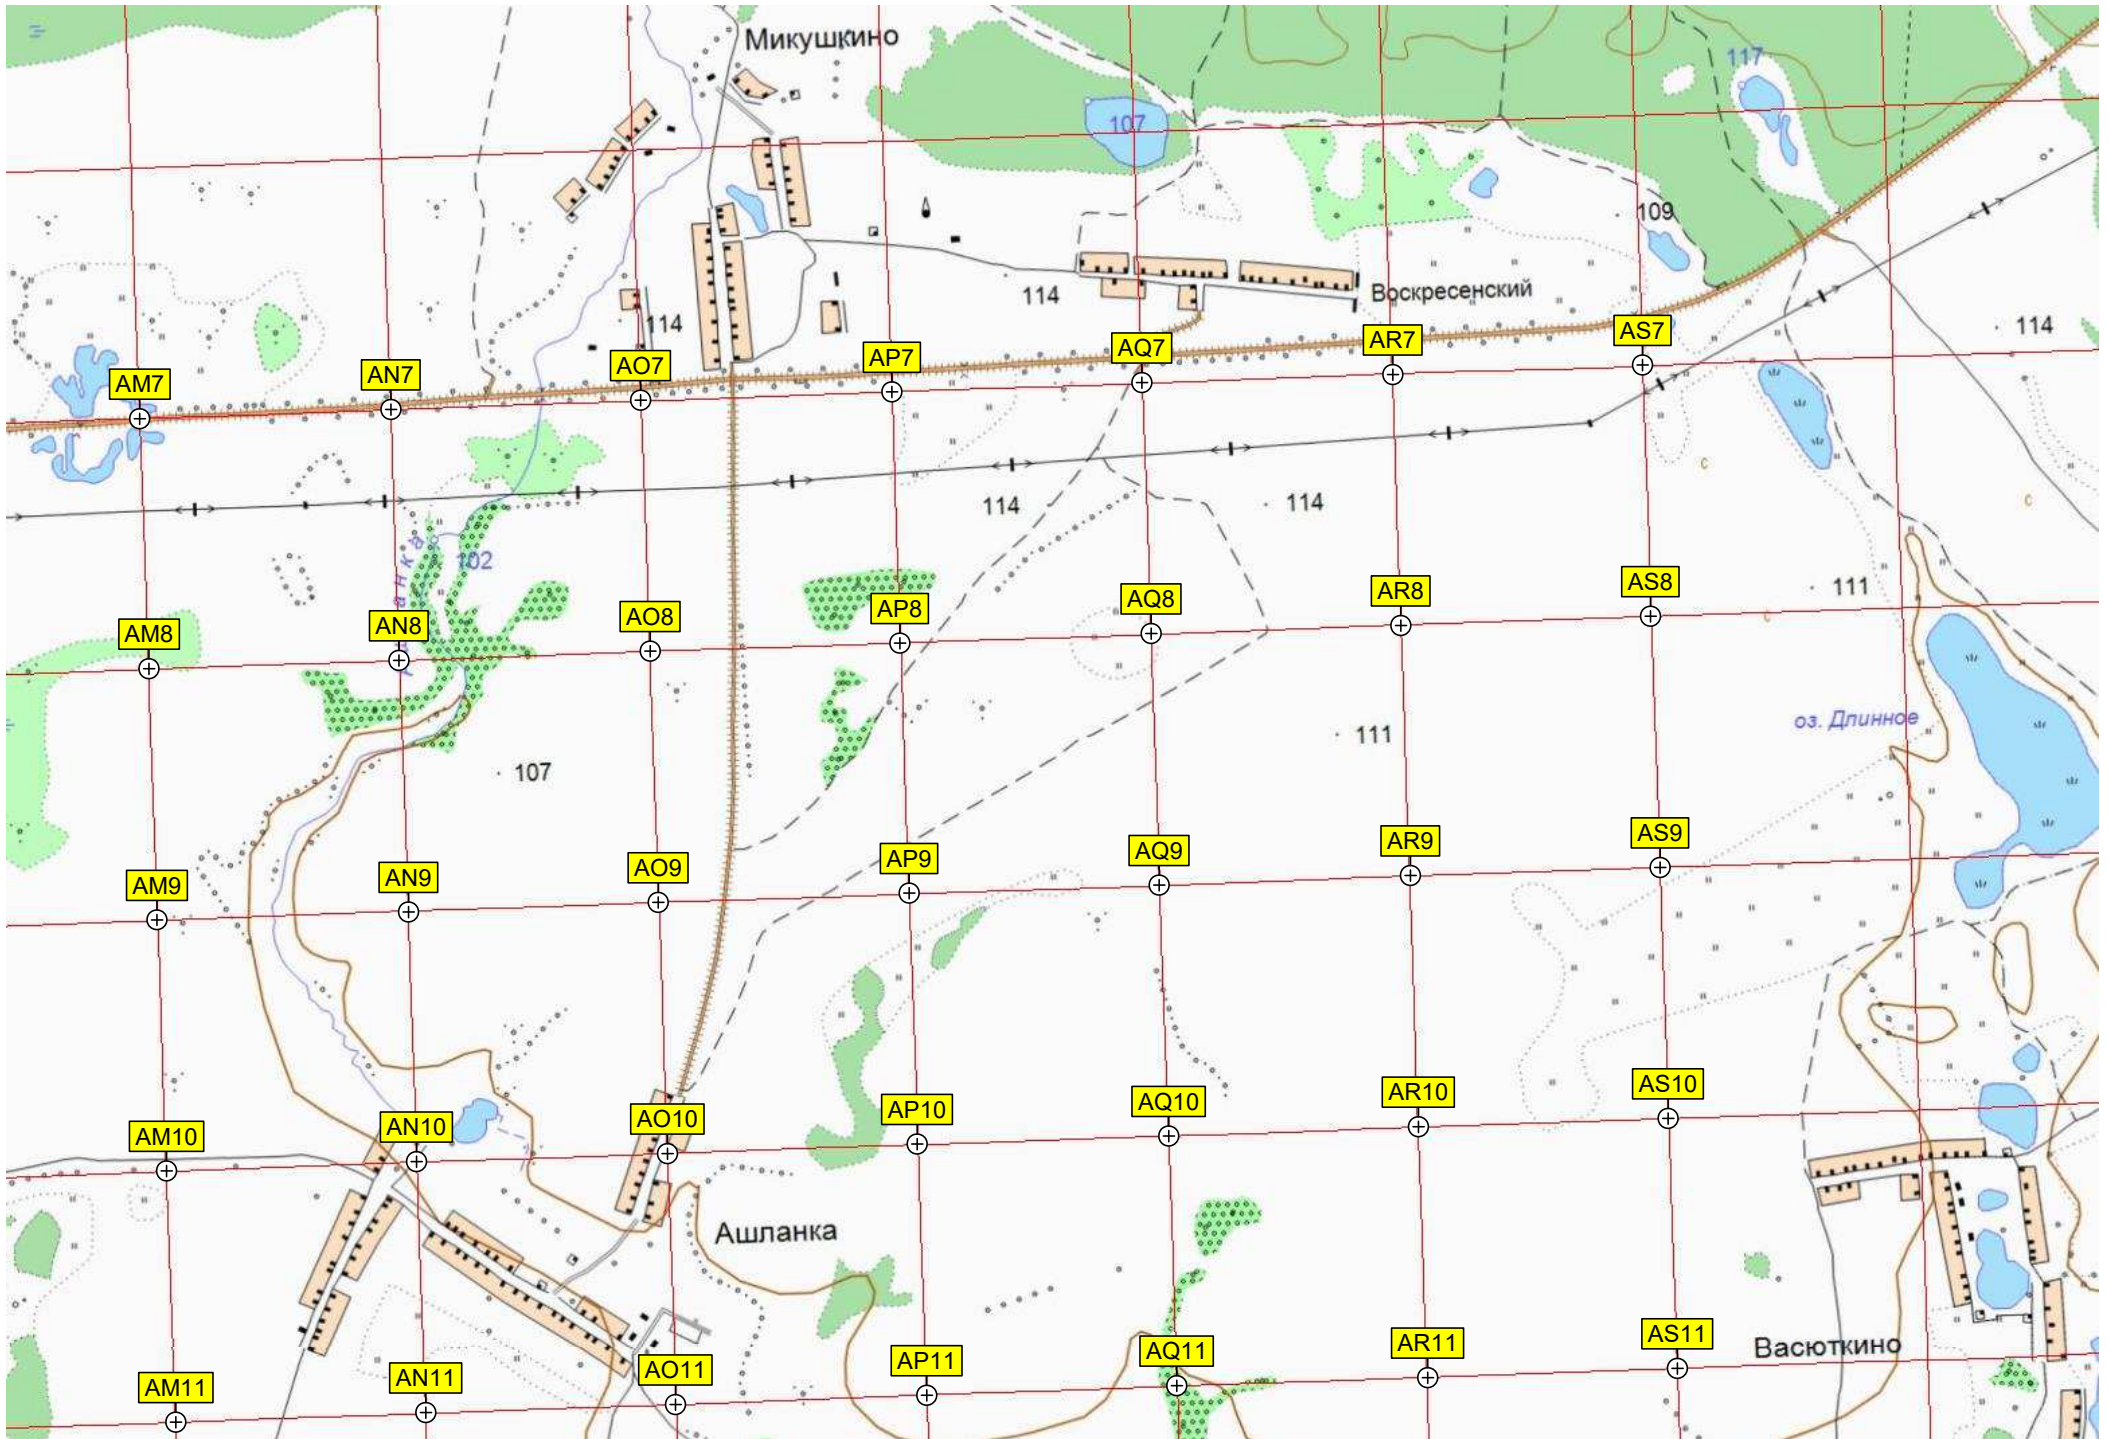 Микушкино
117
107
109
114
114
Воскресенский
114
AS7
AR7
AQ7
AP7
AO7
AN7
AM7
114
114
102
анка
111
AS8
AR8
AQ8
AP8
AO8
AN8
AM8
оз. Длинное
111
107
с
с
с
AS9
AR9
AQ9
AP9
AO9
AN9
AM9
AS10
AR10
AQ10
AP10
AO10
AN10
AM10
Ашланка
Васюткино
AS11
AR11
AQ11
AP11
AO11
AN11
AM11